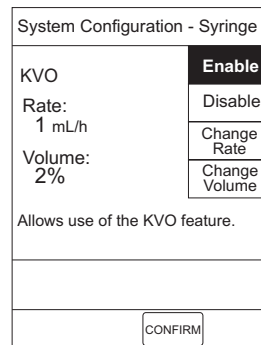 System Configuration - Syringe
KVO
Rate:
1 mL/h
Volume:
2%
Enable
Disable
Change
Rate
Change
Volume
Allows use of the KVO feature.
CONFIRM